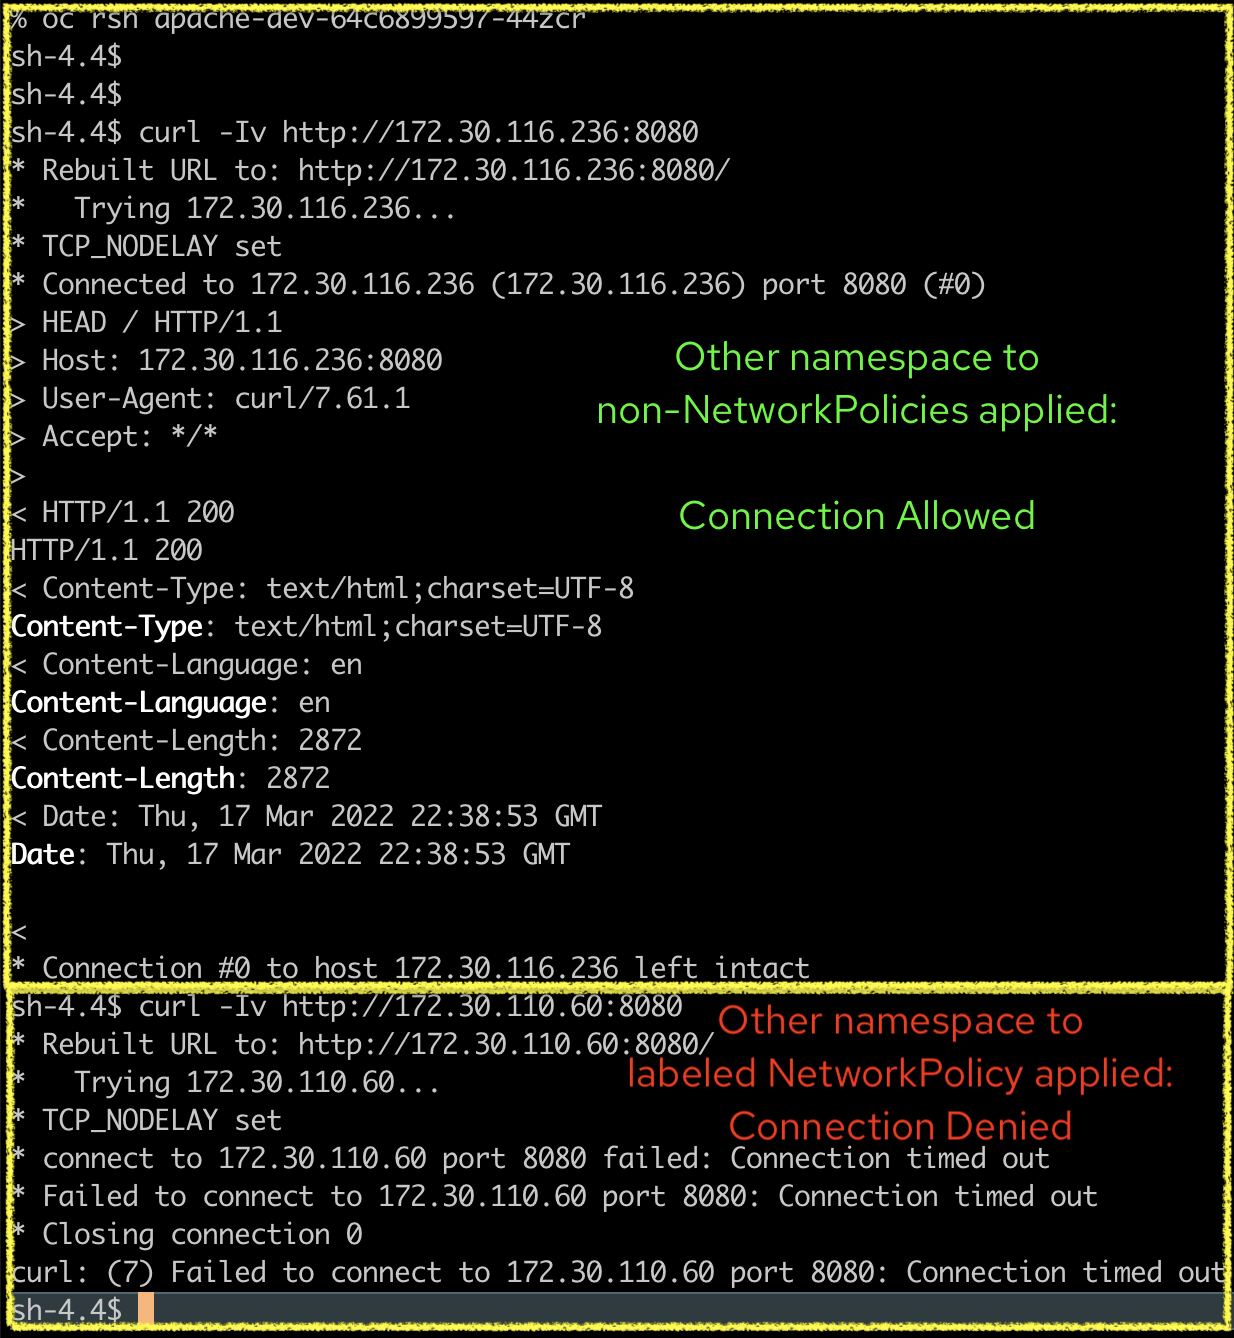 % oc rsh apache-dev-64c6899597-44zcr
sh-4.4$
sh-4.4$
sh-4.4$ curl -Iv http://172.30.116.236:8080
* Rebuilt URL to: http://172.30.116.236:8080/
*   Trying 172.30.116.236...
* TCP_NODELAY set
* Connected to 172.30.116.236 (172.30.116.236) port 8080 (#0)
> HEAD / HTTP/1.1
> Host: 172.30.116.236:8080
> User-Agent: curl/7.61.1
> Accept: */*
>
Other namespace to
non-NetworkPolicies applied:
Connection Allowed
< HTTP/1.1 200
HTTP/1.1 200
< Content-Type: text/html;charset=UTF-8
Content-Type: text/html;charset=UTF-8
< Content-Language: en
Content-Language: en
< Content-Length: 2872
Content-Length: 2872
< Date: Thu, 17 Mar 2022 22:38:53 GMT
Date: Thu, 17 Mar 2022 22:38:53 GMT
<
* Connection #0 to host 172.30.116.236 left intact
sh-4.4$ curl -Iv http://172.30.110.60:8080
* Rebuilt URL to: http://172.30.110.60:8080/
*   Trying 172.30.110.60...
* TCP_NODELAY set
Other namespace to
labeled NetworkPolicy applied:
Connection Denied
* connect to 172.30.110.60 port 8080 failed: Connection timed out
* Failed to connect to 172.30.110.60 port 8080: Connection timed out
* Closing connection 0
curl: (7) Failed to connect to 172.30.110.60 port 8080: Connection timed out
sh-4.4$